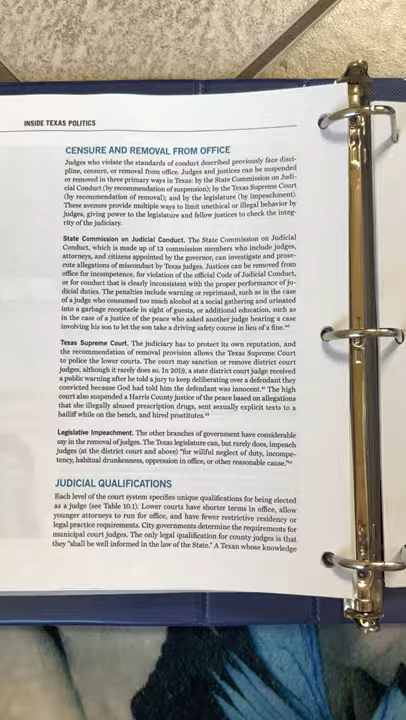 INSIDE TEXAS POLITICS
CENSURE AND REMOVAL FROM OFFICE
Judges who violate the standards of conduct described previously face disci-
pline, censure, or removal from office. Judges and justices can be suspended
or removed in three primary ways in Texas: by the State Commission on Judi-
cial Conduct (by recommendation of suspension); by the Texas Supreme Court
(by recommendation of removal); and by the legislature (by impeachment).
These avenues provide multiple ways to limit unethical or illegal behavior by
judges, giving power to the legislature and fellow justices to check the integ-
rity of the judiciary.
State Commission on Judicial Conduct. The State Commission on Judicial
Conduct, which is made up of 13 commission members who include judges,
attorneys, and citizens appointed by the governor, can investigate and prose-
cute allegations of misconduct by Texas judges. Justices can be removed from
office for incompetence, for violation of the official Code of Judicial Conduct,
or for conduct that is clearly inconsistent with the proper performance of ju-
dicial duties. The penalties include warning or reprimand, such as in the case
of a judge who consumed too much alcohol at a social gathering and urinated
into a garbage receptacle in sight of guests, or additional education, such as
in the case of a justice of the peace who asked another judge hearing a case
involving his son to let the son take a driving safety course in lieu of a fine.
Texas Supreme Court. The judiciary has to protect its own reputation, and
the recommendation of removal provision allows the Texas Supreme Court
to police the lower courts. The court may sanction or remove district court
judges, although it rarely does so. In 2019, a state district court judge received
a public warning after he told a jury to keep deliberating over a defendant they
convicted because God had told him the defendant was innocent. The high
court also suspended a Harris County justice of the peace based on allegations
that she illegally abused prescription drugs, sent sexually explicit texts to a
bailiff while on the bench, and hired prostitutes.
Legislative Impeachment. The other branches of government have considerable
say in the removal of judges. The Texas legislature can, but rarely does, impeach
judges (at the district court and above) "for willful neglect of duty, incompe-
tency, habitual drunkenness, oppression in office, or other reasonable cause."
JUDICIAL QUALIFICATIONS
Each level of the court system specifies unique qualifications for being elected
as a judge (see Table 10.1). Lower courts have shorter terms in office, allow
younger attorneys to run for office, and have fewer restrictive residency or
legal practice requirements. City governments determine the requirements for
municipal court judges. The only legal qualification for county judges is that
they "shall be well informed in the law of the State." A Texan whose knowledge